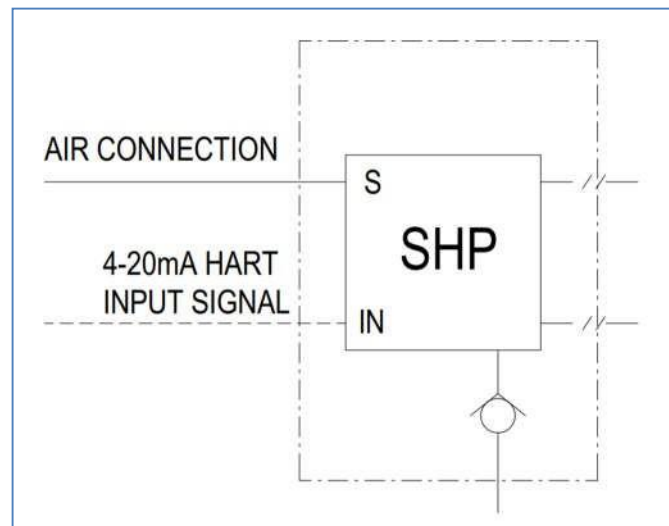 AIR CONNECTION
S
SHP
4-20mA HART
INPUT SIGNAL
IN